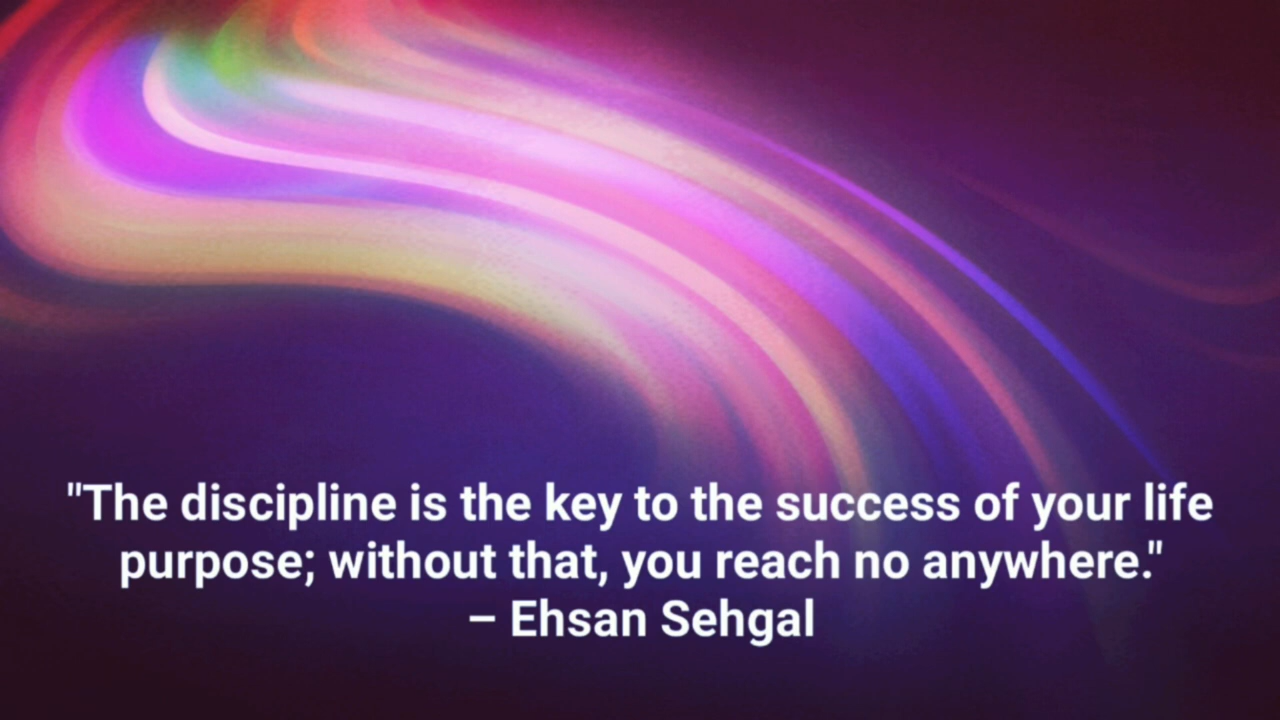 "The discipline is the key to the success of your life
purpose; without that, you reach no anywhere."
– Ehsan Sehgal